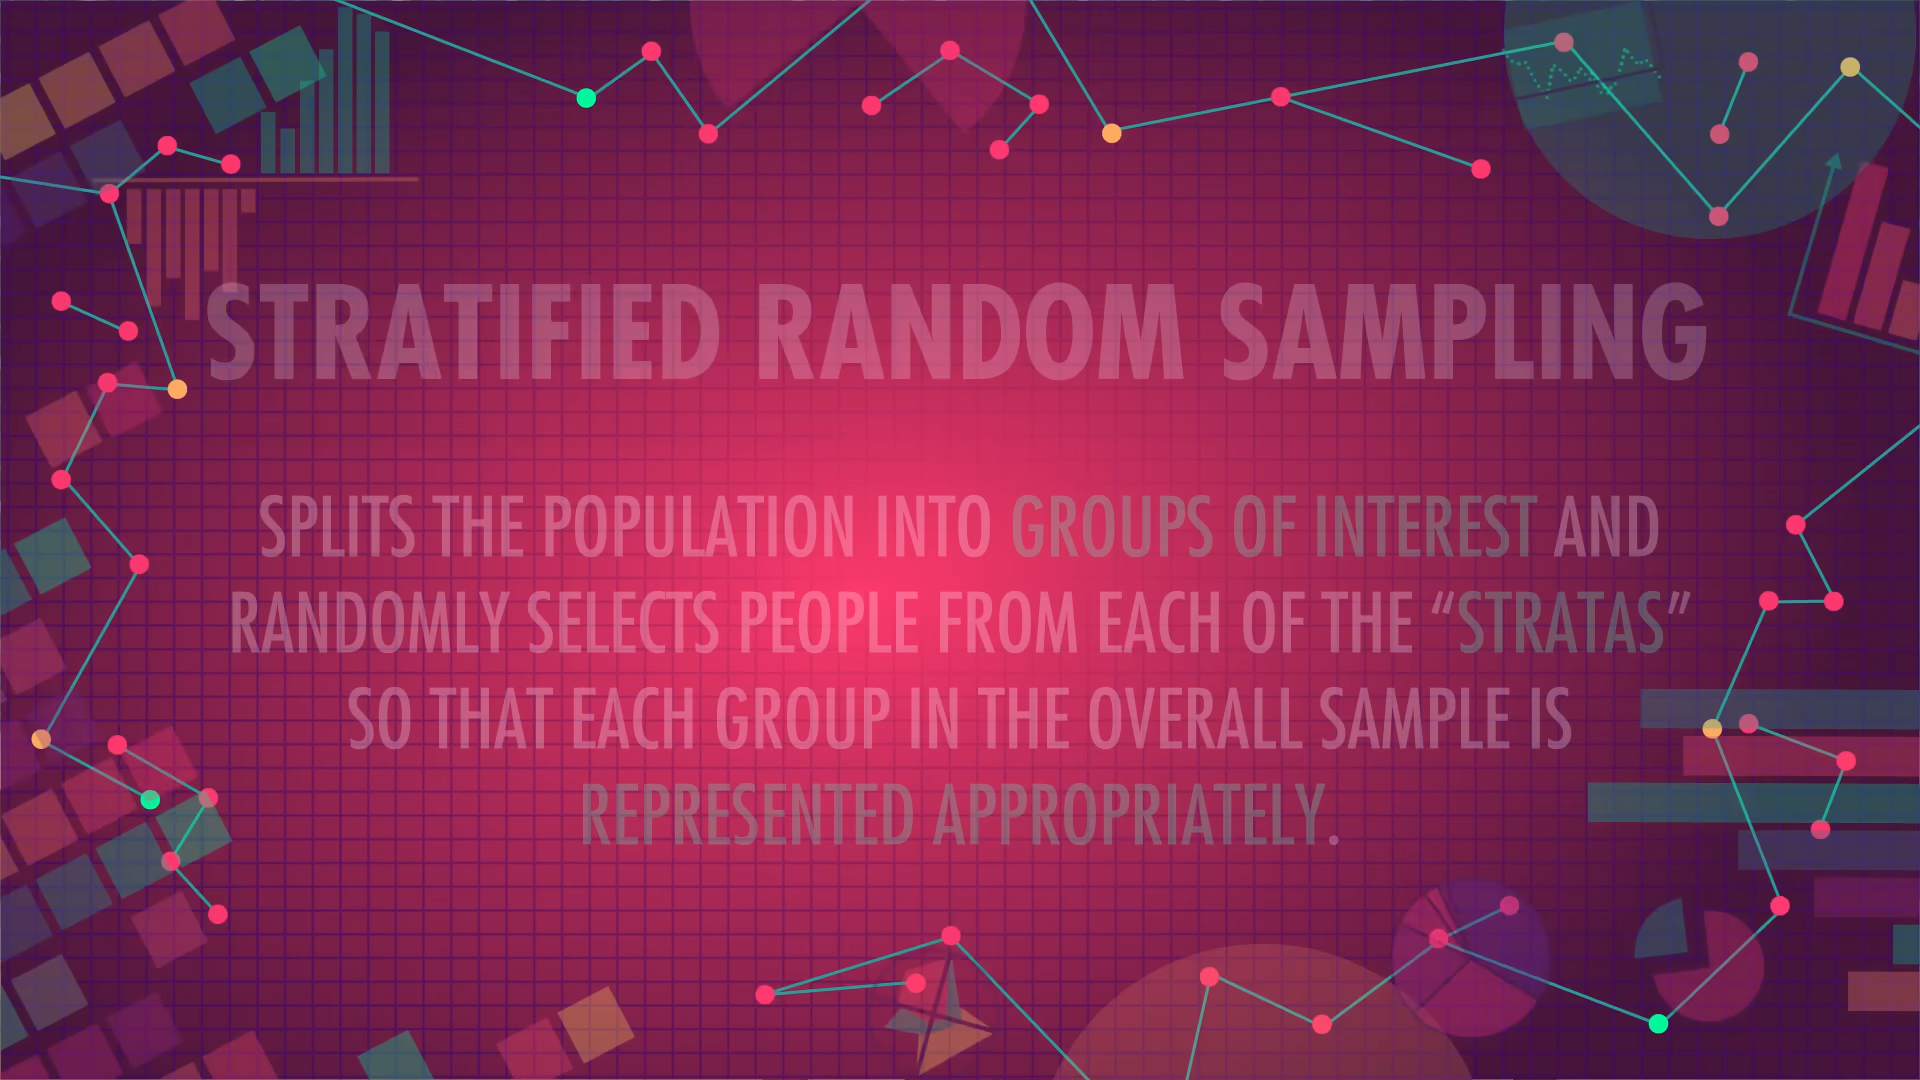 STRATIFIED RANDOM SAMPLING
SPLITS THE POPULATION INTO GROUPS OF INTEREST AND
RANDOMLY SELECTS PEOPLE FROM EACH OF THE “STRATAS”
SO THAT EACH GROUP IN THE OVERALL SAMPLE IS
REPRESENTED APPROPRIATELY.